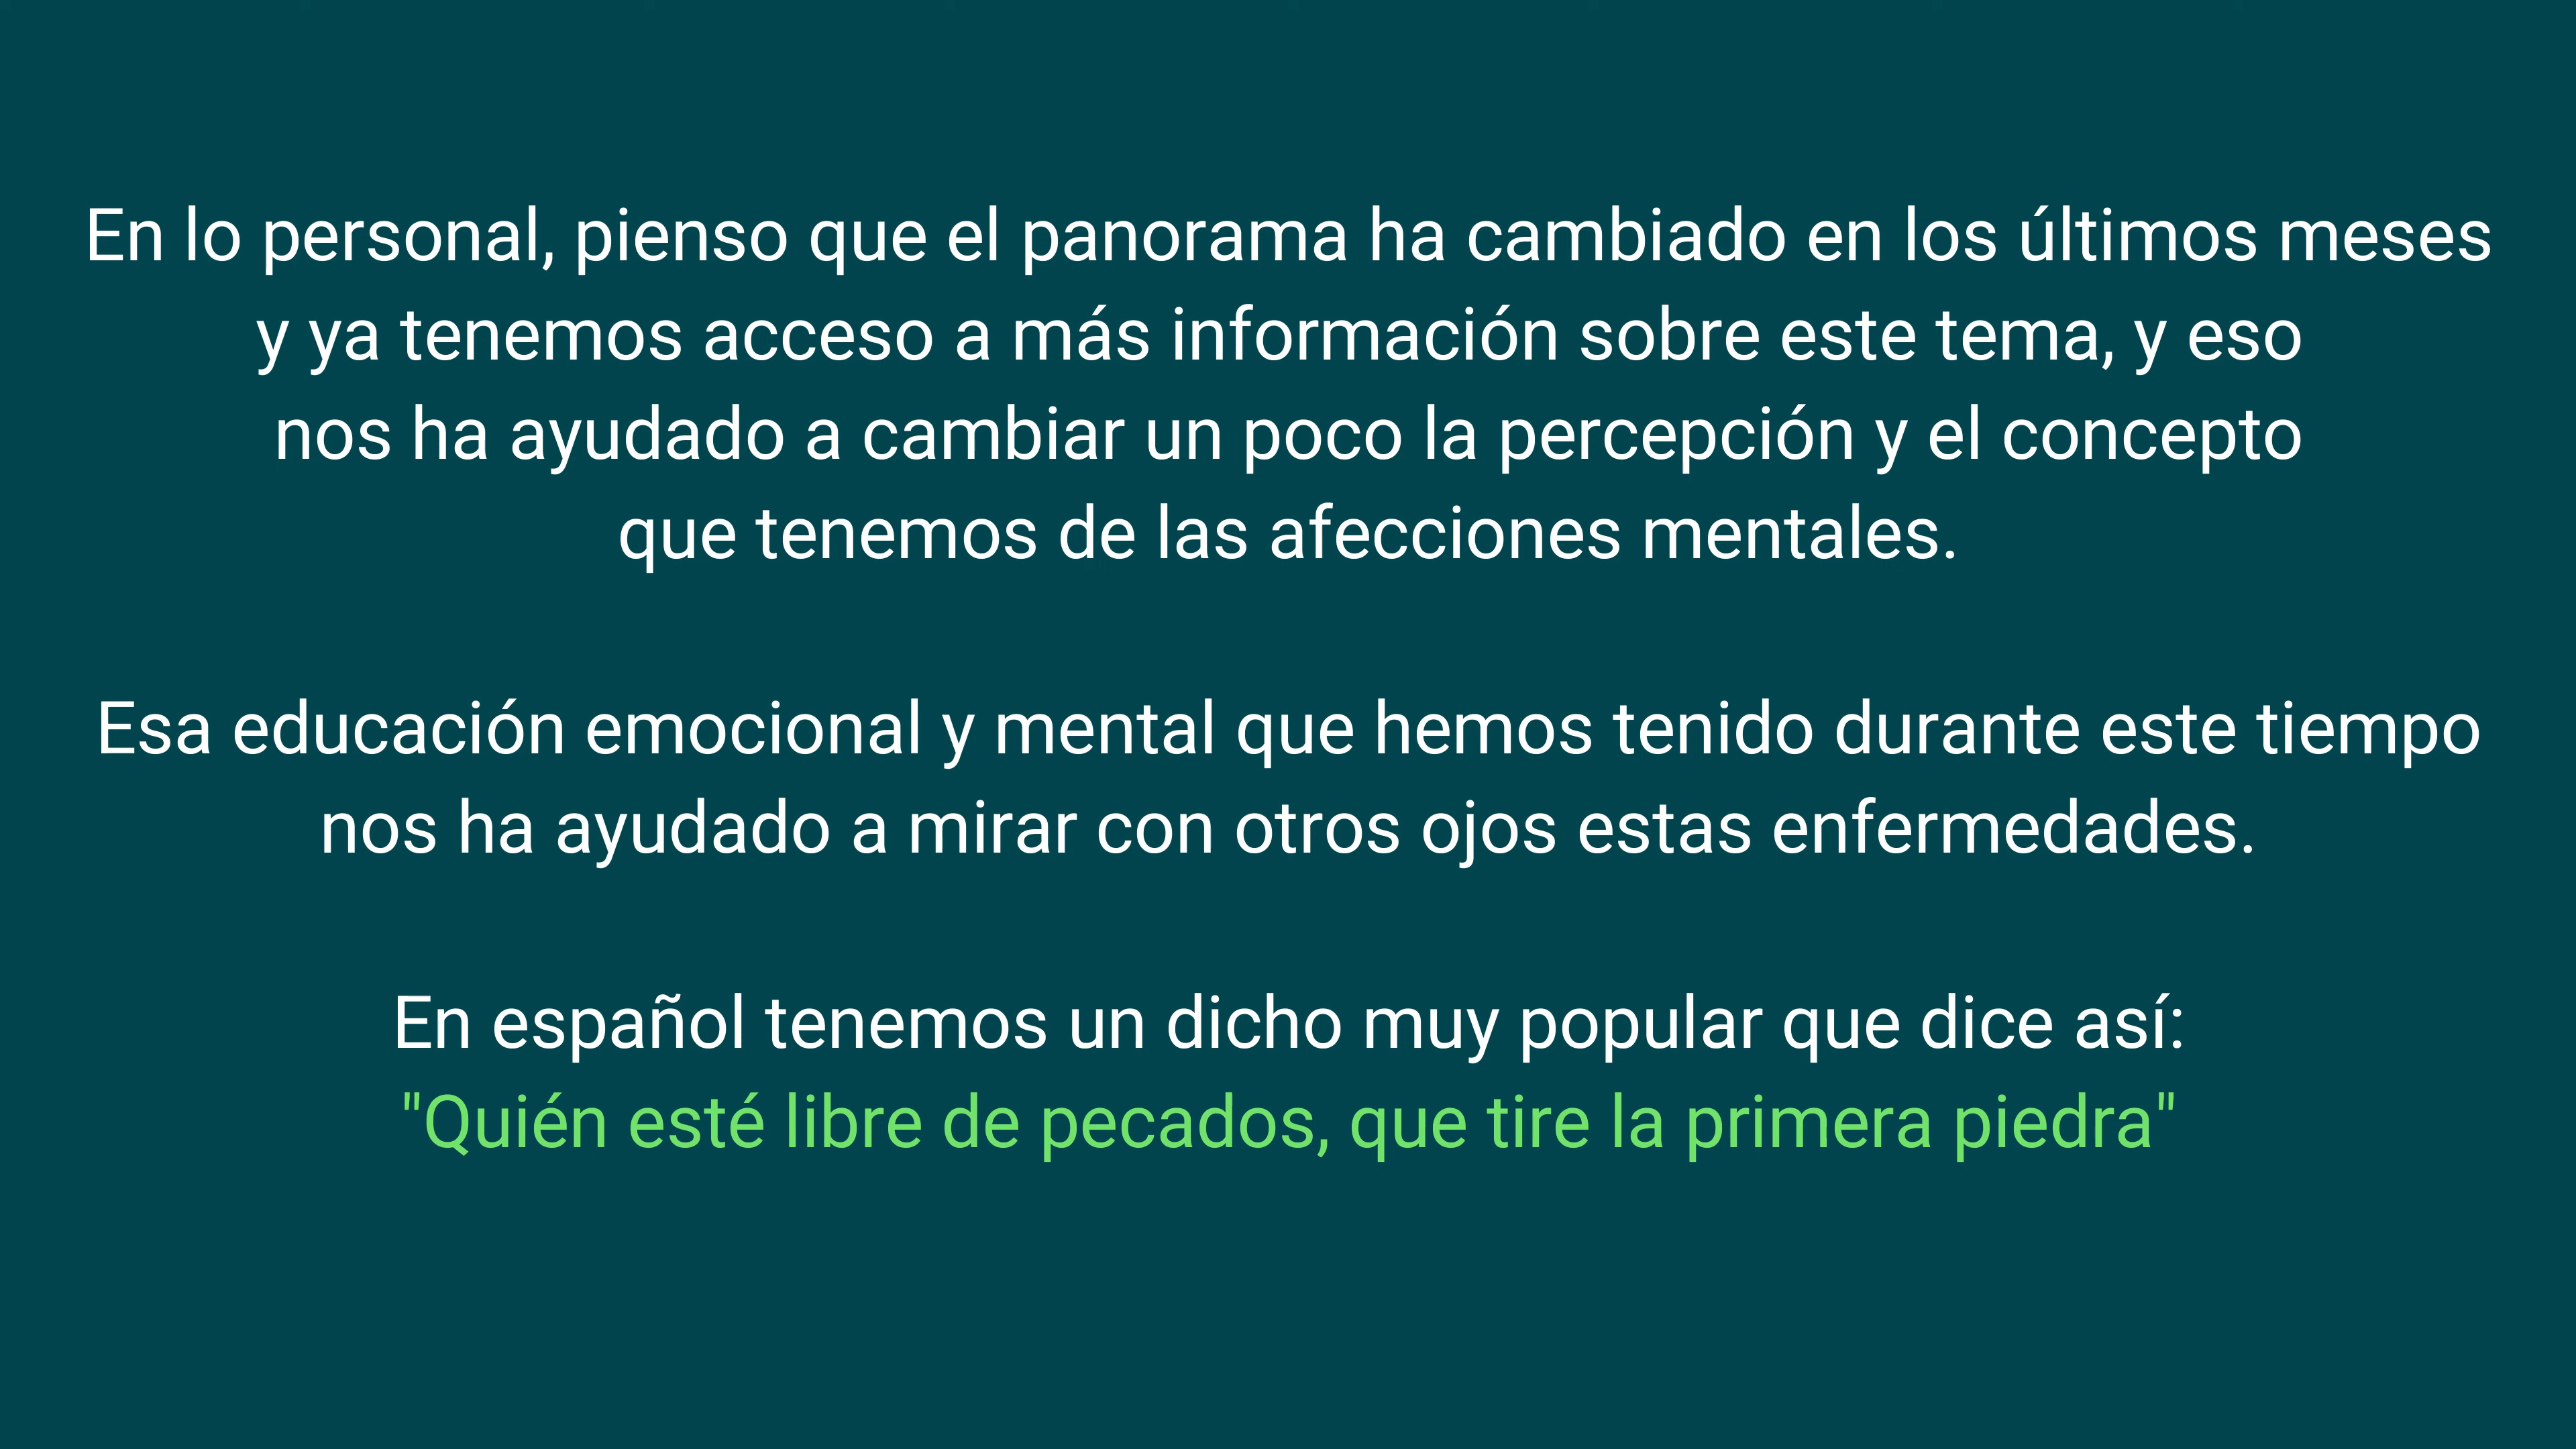 En lo personal, pienso que el panorama ha cambiado en los últimos meses
y ya tenemos acceso a más información sobre este tema, y eso
nos ha ayudado a cambiar un poco la percepción y el concepto
que tenemos de las afecciones mentales.
Esa educación emocional y mental que hemos tenido durante este tiempo
nos ha ayudado a mirar con otros ojos estas enfermedades.
En español tenemos un dicho muy popular que dice así:
"Quién esté libre de pecados, que tire la primera piedra"